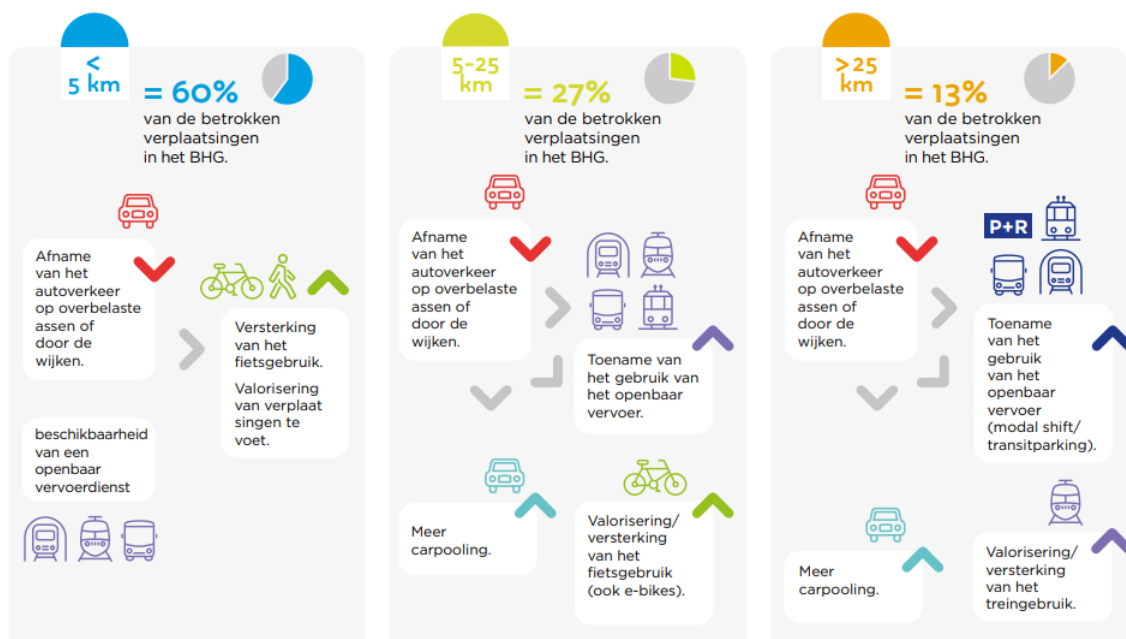 <
5 km
= 60%
van de betrokken
verplaatsingen
in het BHG.
Afname
van het
autoverkeer
op overbelaste
assen of
door de
wijken.
Versterking
van het
fietsgebruik.
Valorisering
van verplaat
singen te
voet.
beschikbaarheid
van een
openbaar
vervoerdienst
5-25
km
= 27%
van de betrokken
verplaatsingen
in het BHG.
Afname
van het
autoverkeer
op overbelaste
assen of
door de
wijken.
Toename van
het gebruik van
het openbaar
vervoer.
Meer
carpooling.
Valorisering/
versterking
van het
fietsgebruik
(ook e-bikes).
>25
km
= 13%
van de betrokken
verplaatsingen
in het BHG.
Afname
van het
autoverkeer
op overbelaste
assen of
door de
wijken.
P+R
Toename
van het
gebruik
van het
openbaar
vervoer
(modal shift/
transitparking).
Meer
carpooling.
Valorisering/
versterking
van het
treingebruik.